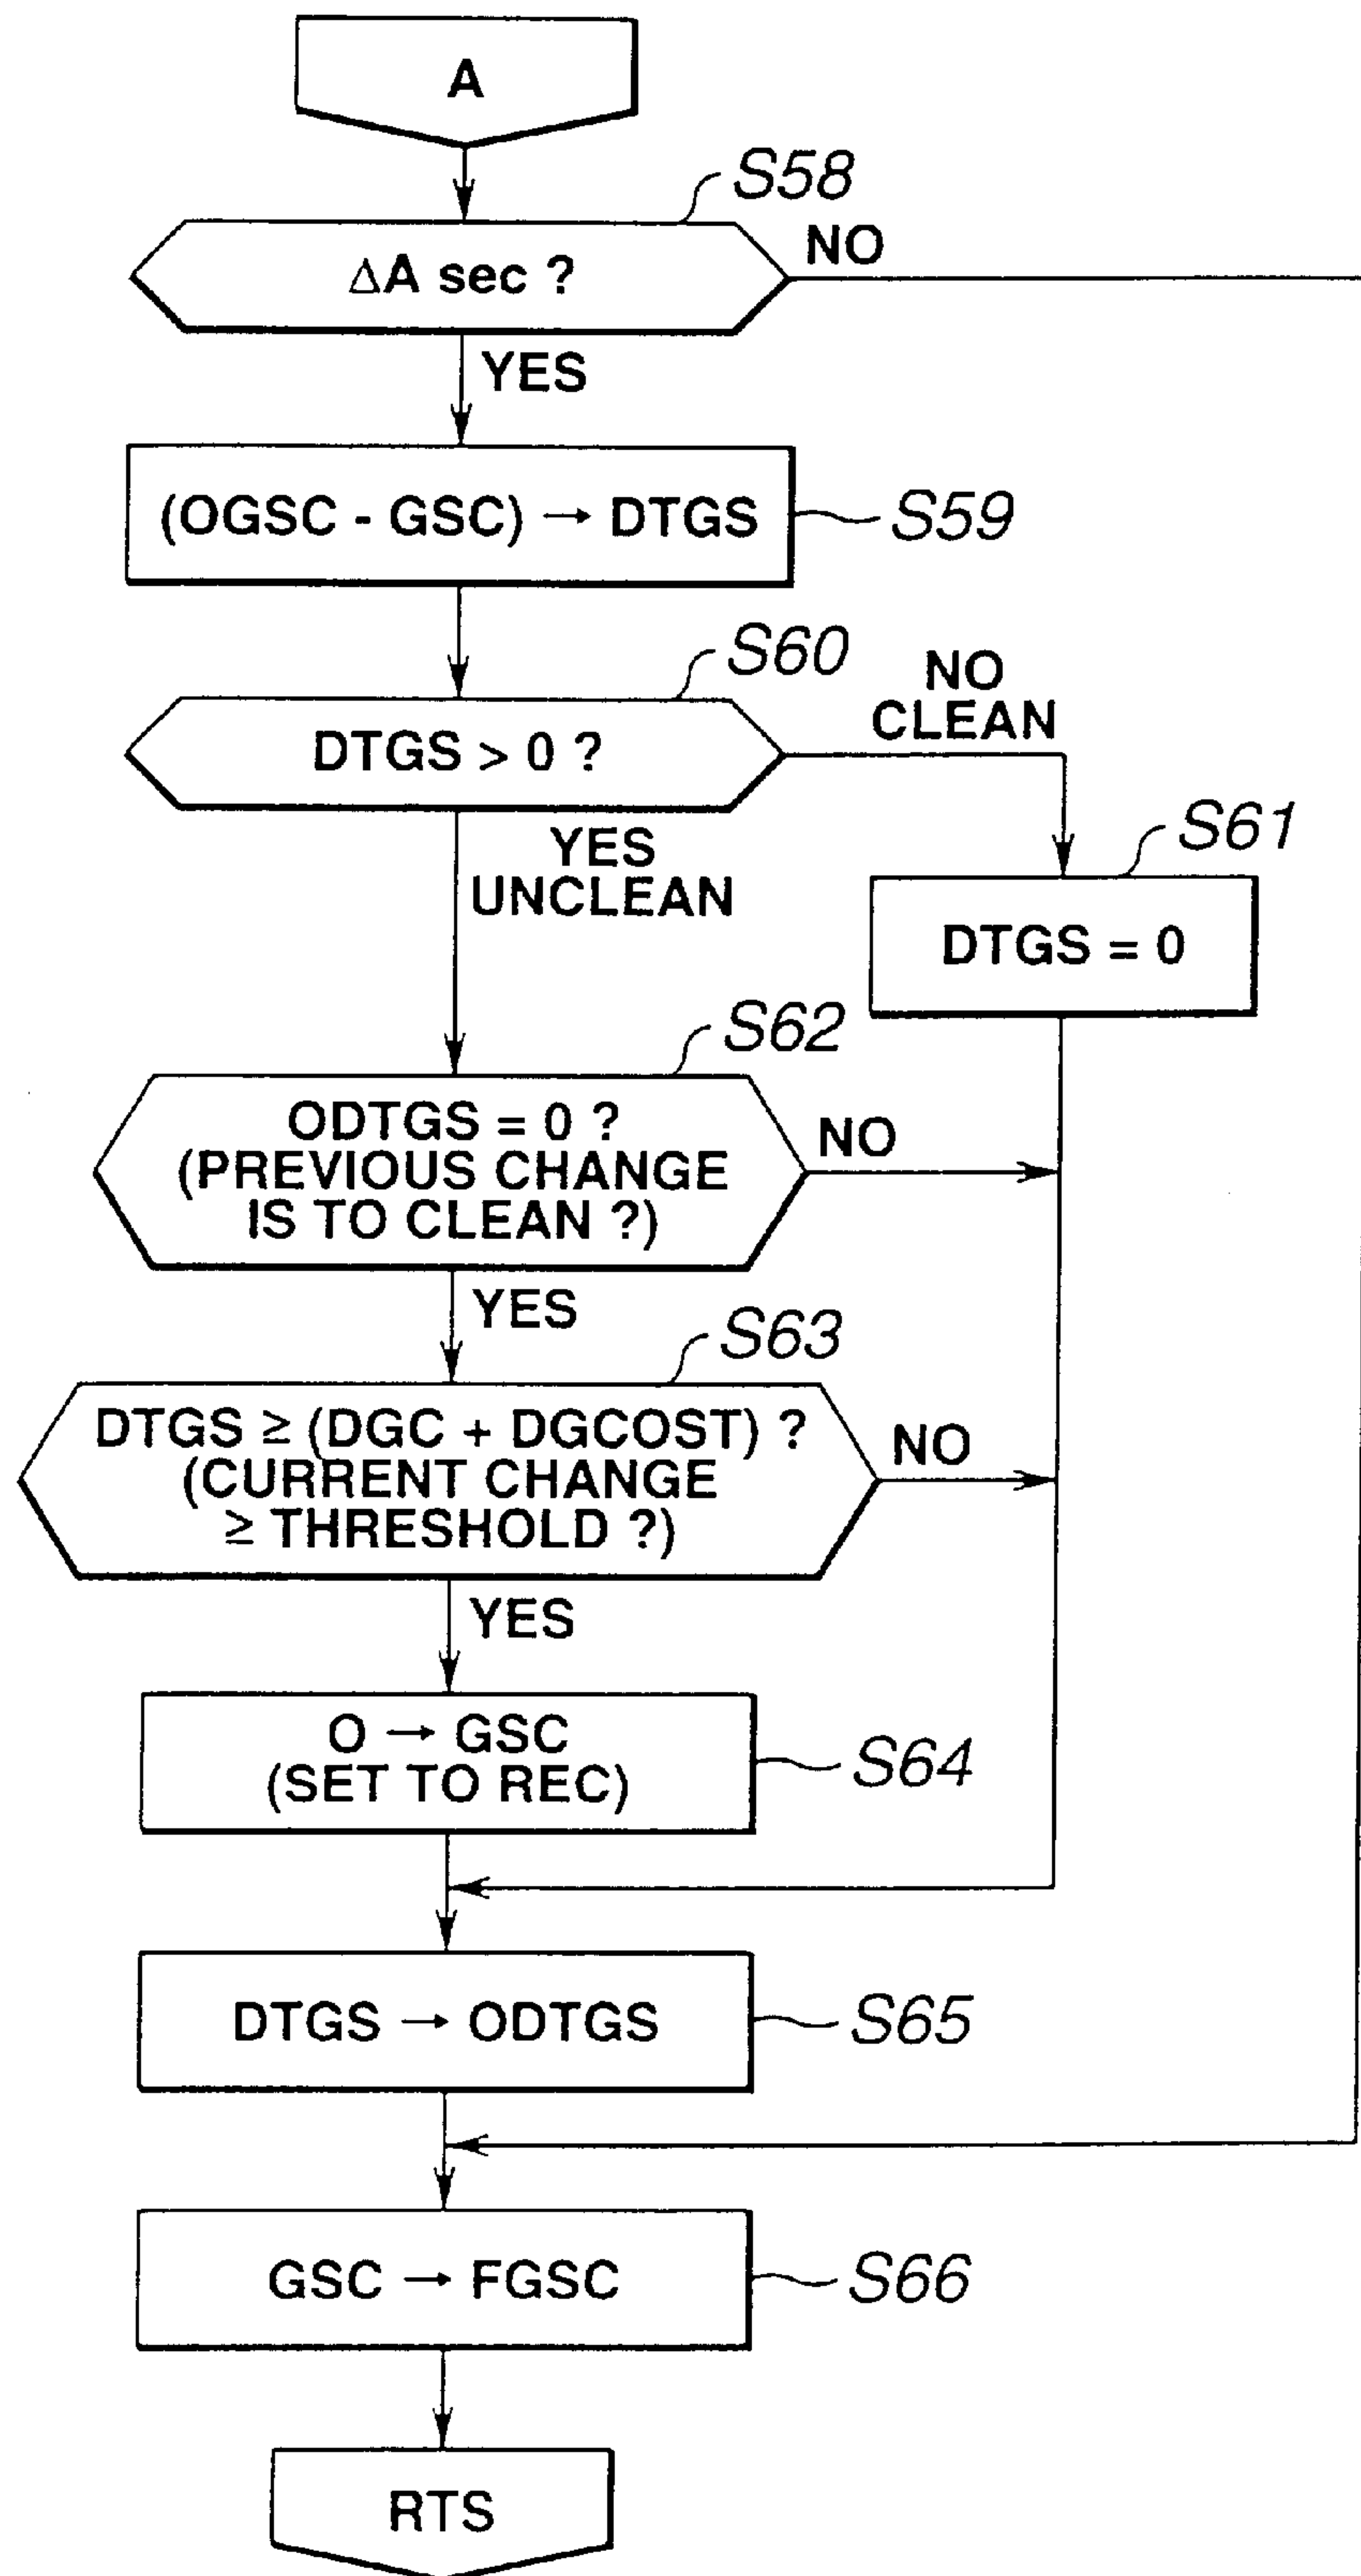 A
S58
ΔA sec ?
NO
YES
(OGSC - GSC) → DTGS
S59
S60
DTGS > 0 ?
NO
CLEAN
YES
UNCLEAN
S61
DTGS = 0
S62
ODTGS = 0 ?
(PREVIOUS CHANGE
IS TO CLEAN ?)
NO
YES
S63
DTGS ≥ (DGC + DGCOST) ?
(CURRENT CHANGE
≥ THRESHOLD ?)
NO
YES
O → GSC
(SET TO REC)
S64
DTGS → ODTGS
S65
GSC → FGSC
S66
RTS